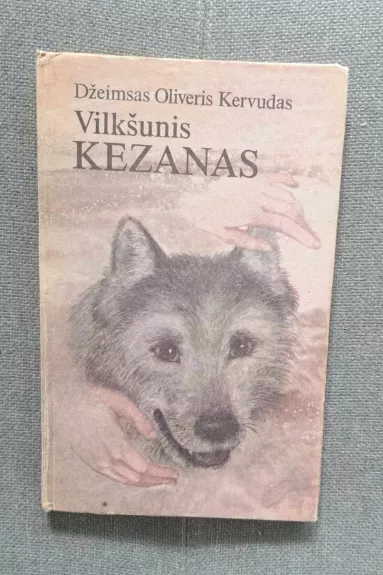 Džeimsas Oliveris Kervudas
Vilkšunis
KEZANAS